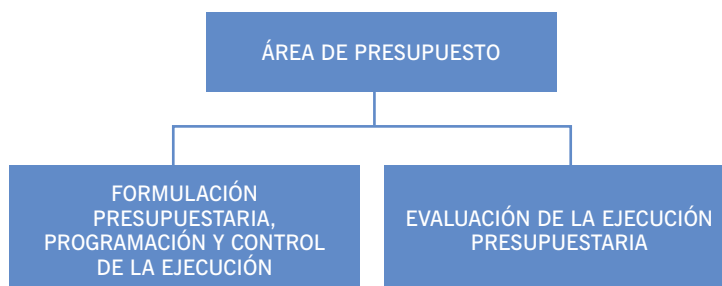 ÁREA DE PRESUPUESTO
FORMULACIÓN
PRESUPUESTARIA,
PROGRAMACIÓN Y CONTROL
DE LA EJECUCIÓN
EVALUACIÓN DE LA EJECUCIÓN
PRESUPUESTARIA